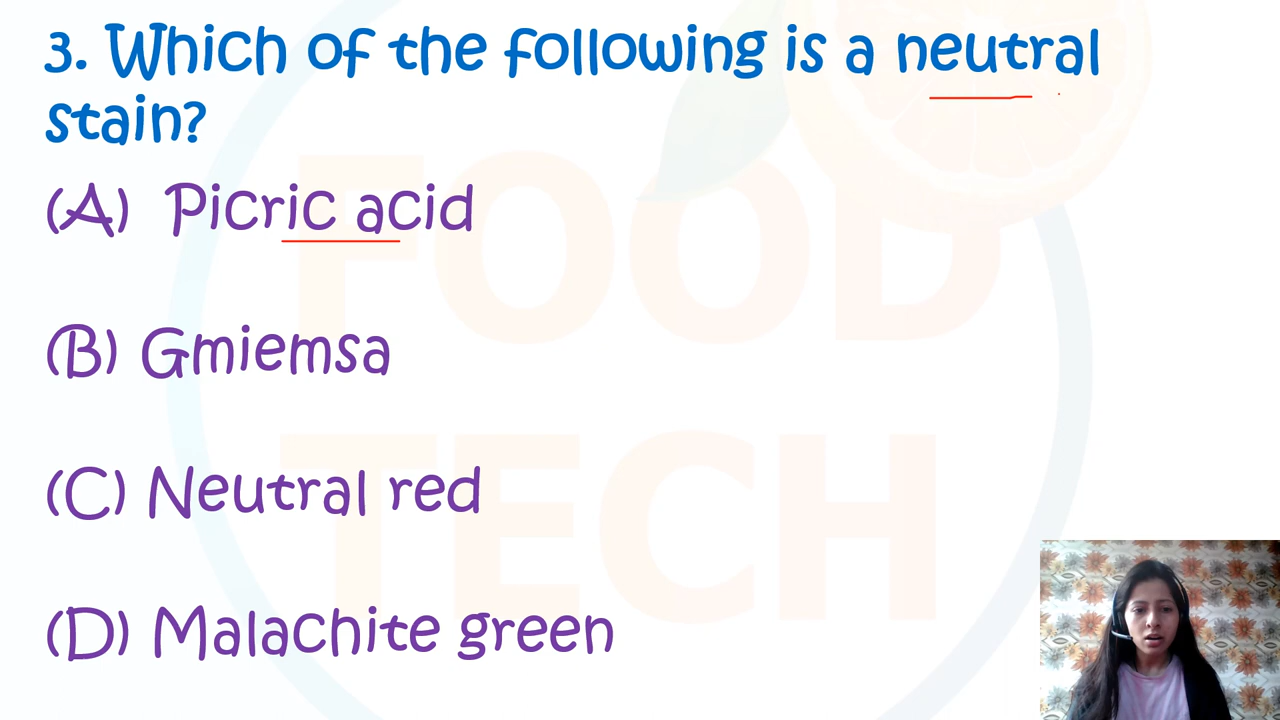 3. Which of the following is a neutral
stain?
(A) Picric acid
(B) Gmiemsa
(C) Neutral red
(D) Malachite green
FOOD
TECH